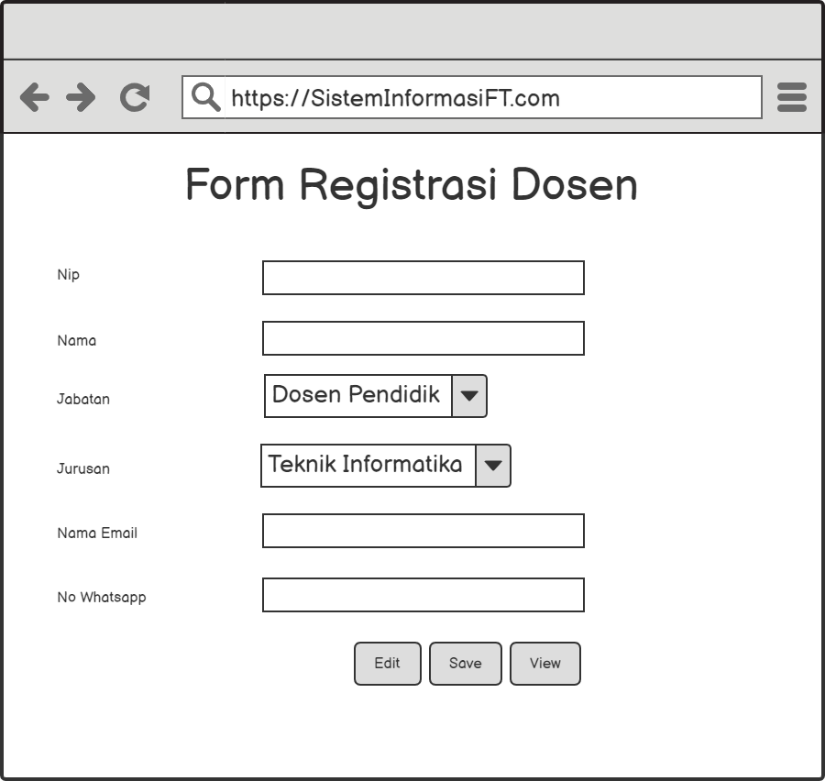 https://SistemInformasiFT.com
Form Registrasi Dosen
Nip
Nama
Jabatan Dosen Pendidik
Jurusan Teknik Informatika
Nama Email
No Whatsapp
Edit Save View